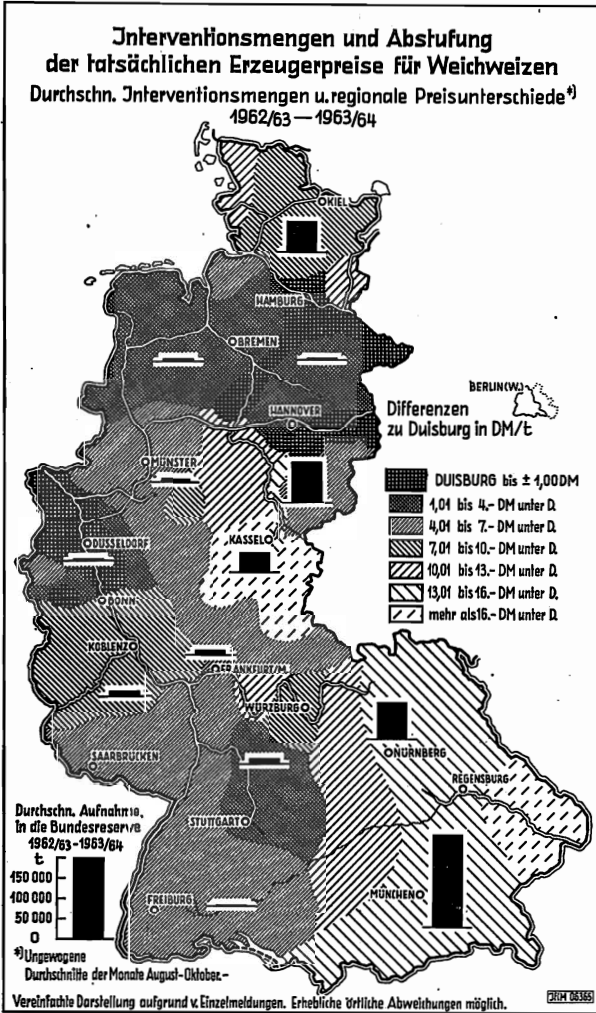 Interventionsmengen und Abstufung
der tatsächlichen Erzeugerpreise für Weichweizen
Durchschn. Interventionsmengen u. regionale Preisunterschiede*)
1962/63 — 1963/64
KIEL
HAMBURG
BREMEN
BERLIN(W.)
HANNOVER
Differenzen
zu Duisburg in DM/t
MÜNSTER
DUISBURG bis ± 1,00 DM
1,01 bis 4.- DM unter D.
4,01 bis 7.- DM unter D.
7,01 bis 10.- DM unter D.
10,01 bis 13.- DM unter D.
13,01 bis 16.- DM unter D.
mehr als 16.- DM unter D.
KASSEL
DÜSSELDORF
BONN
KOBLENZ
FRANKFURT/M.
WÜRZBURG
NÜRNBERG
SAARBRÜCKEN
REGENSBURG
STUTTGART
MÜNCHEN
FREIBURG
Durchschn. Aufnahme
in die Bundesreserve
1962/63-1963/64
t
150 000
100 000
50 000
0
*) Ungewogene
Durchschnitte der Monate August-Oktober.-
Vereinfachte Darstellung aufgrund v. Einzelmeldungen. Erhebliche örtliche Abweichungen möglich.